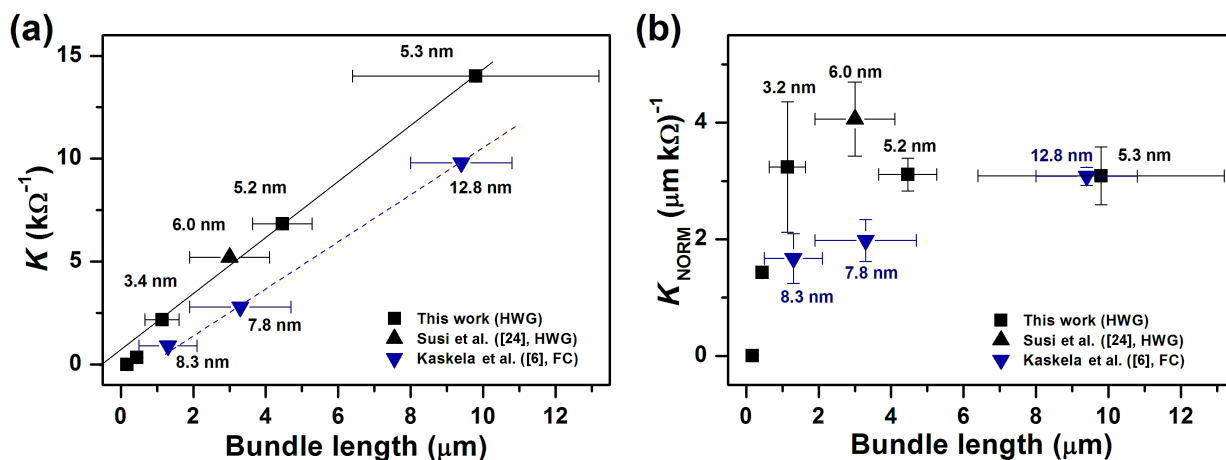 (a)
K (kΩ⁻¹)
15
10
5
0
5.3 nm
5.2 nm
12.8 nm
6.0 nm
3.4 nm
7.8 nm
8.3 nm
This work (HWG)
Susi et al. ([24], HWG)
Kaskela et al. ([6], FC)
0 2 4 6 8 10 12
Bundle length (μm)
(b)
K_NORM (μm kΩ)⁻¹
4
2
0
6.0 nm
3.2 nm
5.2 nm
12.8 nm
5.3 nm
7.8 nm
8.3 nm
This work (HWG)
Susi et al. ([24], HWG)
Kaskela et al. ([6], FC)
0 2 4 6 8 10 12
Bundle length (μm)